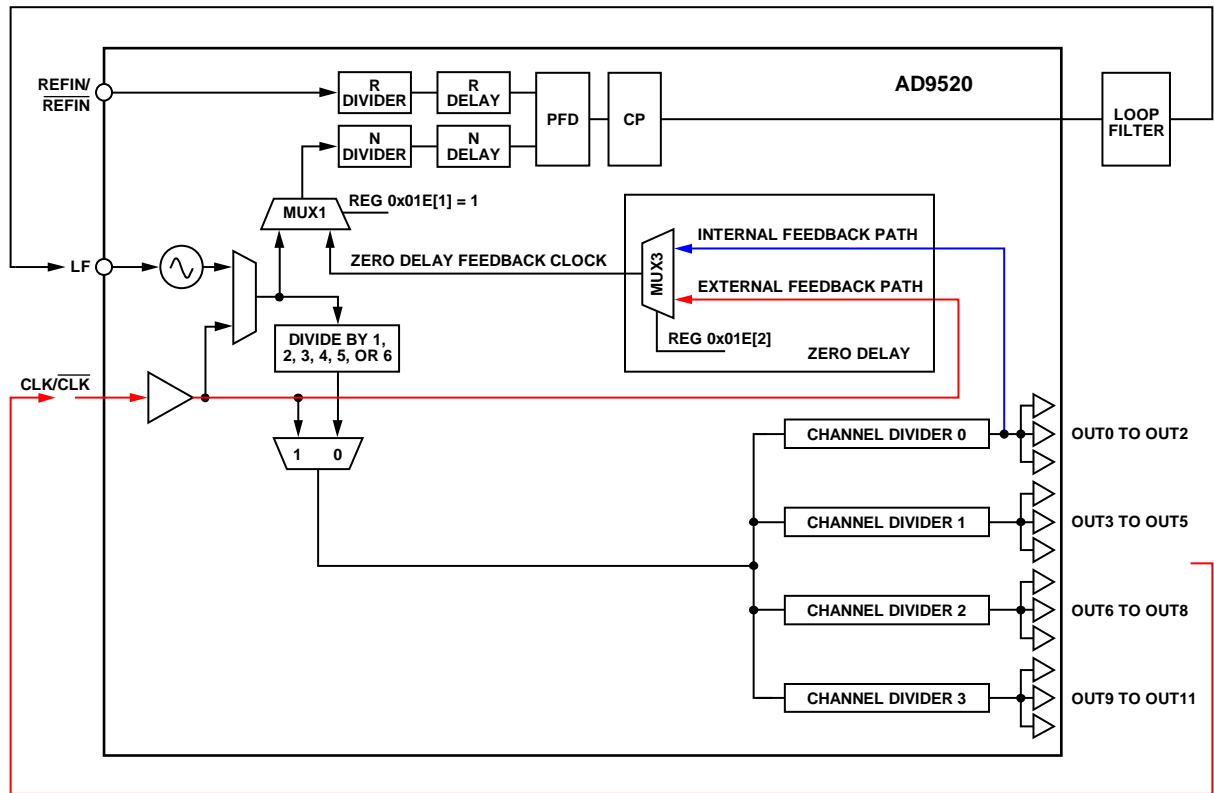 AD9520
REFIN/
REFIN
R
DIVIDER
R
DELAY
PFD
CP
LOOP
FILTER
N
DIVIDER
N
DELAY
REG 0x01E[1] = 1
MUX1
INTERNAL FEEDBACK PATH
LF
ZERO DELAY FEEDBACK CLOCK
MUX3
EXTERNAL FEEDBACK PATH
DIVIDE BY 1,
2, 3, 4, 5, OR 6
REG 0x01E[2]
ZERO DELAY
CLK/CLK
1 0
CHANNEL DIVIDER 0
OUT0 TO OUT2
CHANNEL DIVIDER 1
OUT3 TO OUT5
CHANNEL DIVIDER 2
OUT6 TO OUT8
CHANNEL DIVIDER 3
OUT9 TO OUT11